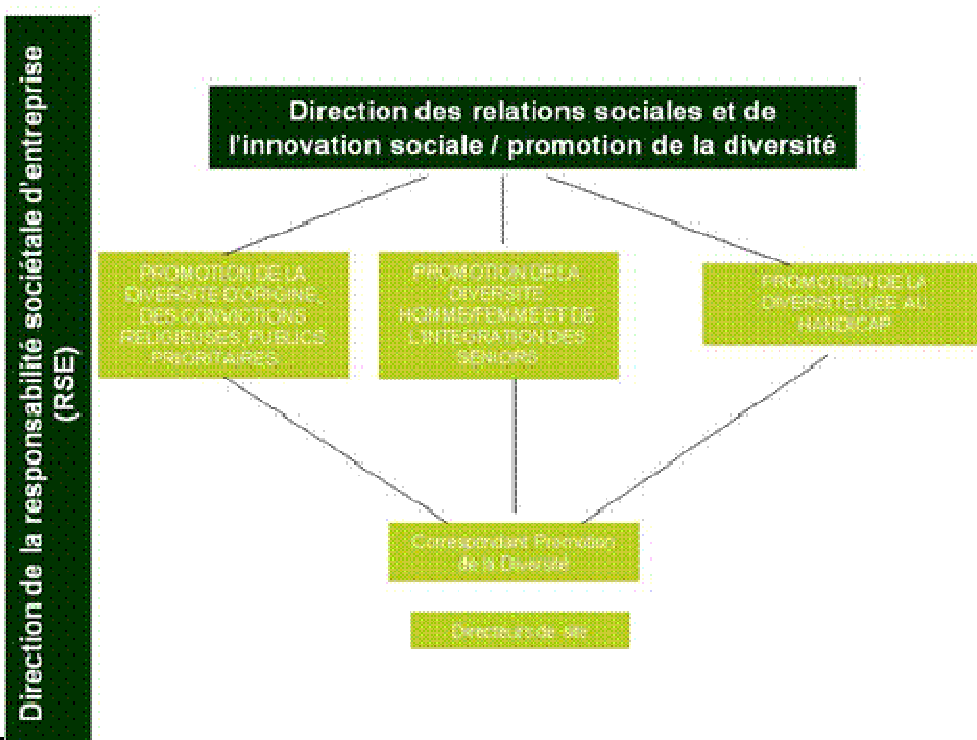 Direction de la responsabilité sociétale d'entreprise
(RSE)
Direction des relations sociales et de
l'innovation sociale / promotion de la diversité
PROMOTION DE LA
DIVERSITE D'ORIGINE,
DES CONVICTIONS
RELIGIEUSES, PUBLICS
PRIORITAIRES
PROMOTION DE LA
DIVERSITE
HOMME/FEMME ET DE
L'INTEGRATION DES
SENIORS
PROMOTION DE LA
DIVERSITE LIEE AU
HANDICAP
Correspondant Promotion
de la Diversité
Directeurs de site